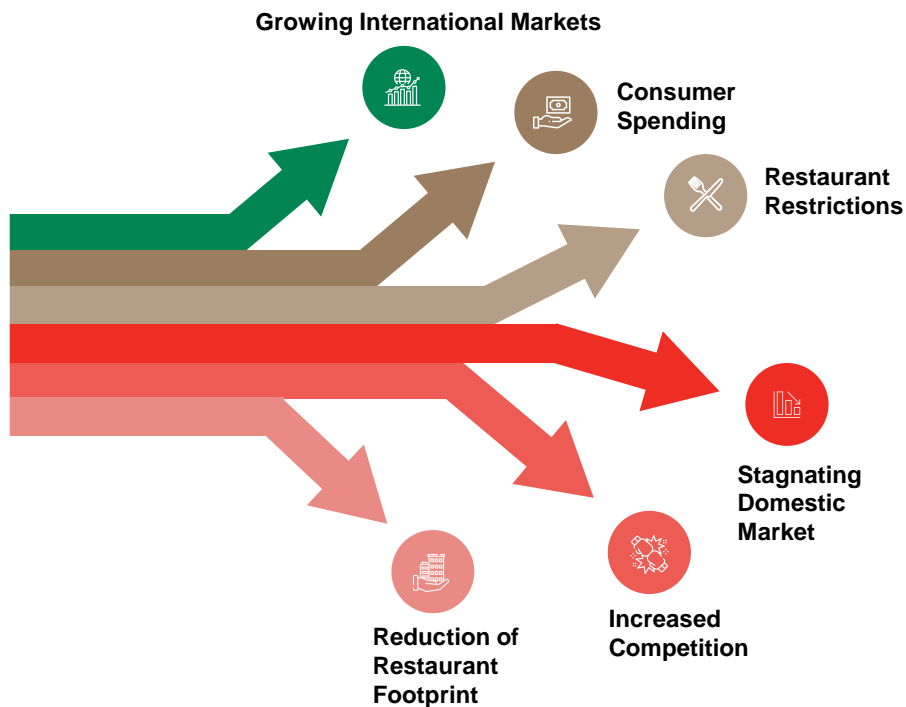 Growing International Markets
Consumer
Spending
Restaurant
Restrictions
Stagnating
Domestic
Market
Increased
Competition
Reduction of
Restaurant
Footprint